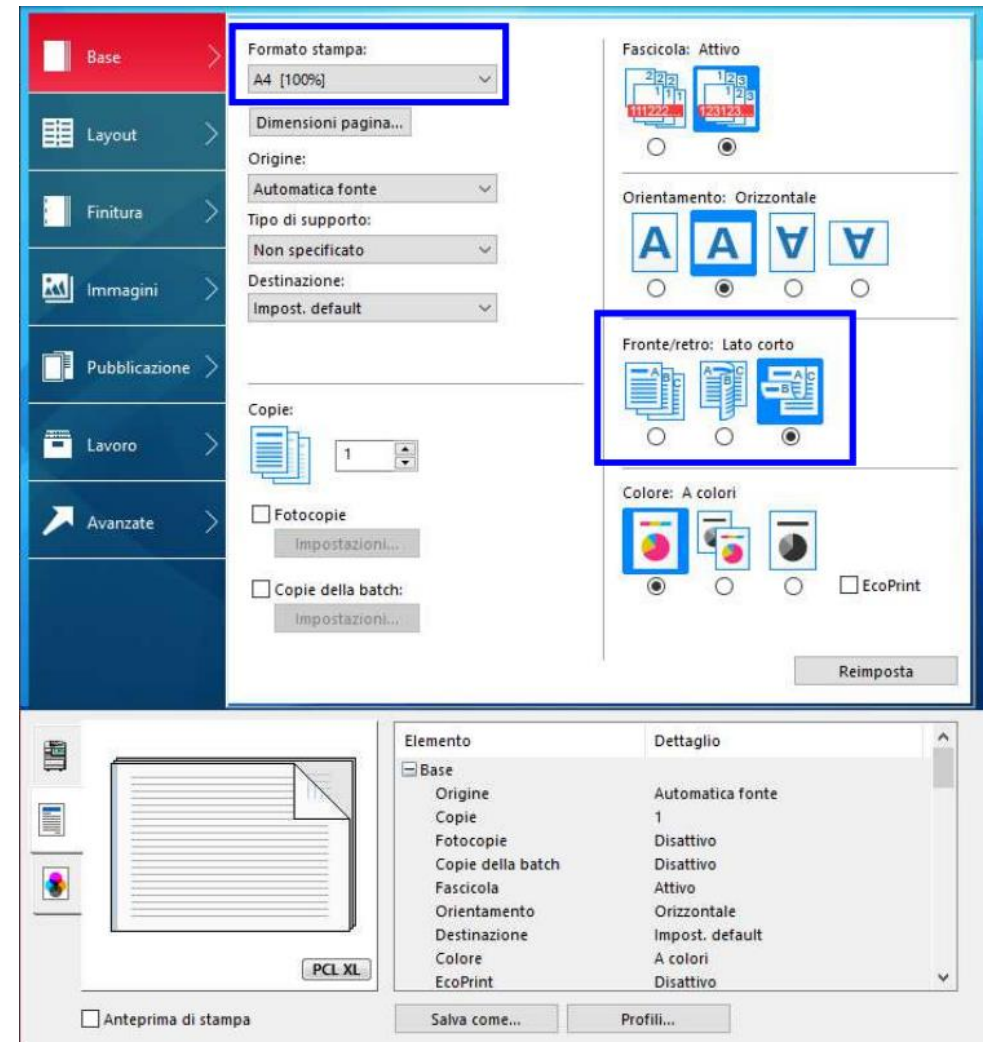 Base
Layout
Finitura
Immagini
Pubblicazione
Lavoro
Avanzate
Formato stampa:
A4 [100%]
Dimensioni pagina...
Origine:
Automatica fonte
Tipo di supporto:
Non specificato
Destinazione:
Impost. default
Copie:
1
Fotocopie
Impostazioni...
Copie della batch:
Impostazioni...
Fascicola: Attivo
111222... 123123...
Orientamento: Orizzontale
A A A A
Fronte/retro: Lato corto
A B C A B C A B C
Colore: A colori
EcoPrint
Reimposta
PCL XL
Anteprima di stampa
Elemento Dettaglio
Base
Origine Automatica fonte
Copie 1
Fotocopie Disattivo
Copie della batch Disattivo
Fascicola Attivo
Orientamento Orizzontale
Destinazione Impost. default
Colore A colori
EcoPrint Disattivo
Salva come... Profili...